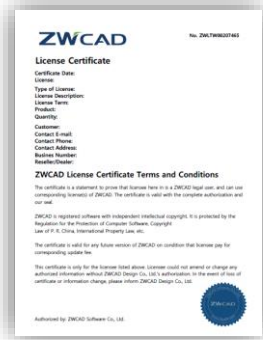 ZWCAD
No. ZWLTW86207465
License Certificate
Certificate Date:
License:
Type of License:
License Description:
License Term:
Product:
Quantity:
Customer:
Contact E-mail:
Contact Phone:
Contact Address:
Busines Number:
Reseller/Dealer:
ZWCAD License Certificate Terms and Conditions
The certificate is a statement to prove that licensee here in is a ZWCAD legal user, and can use
corresponding license(s) of ZWCAD. The certificate is valid with the complete authorization and
our seal.
ZWCAD is registered software with independent intellectual copyright. It is protected by the
Regulation for the Protection of Computer Software, Copyright
Law of P. R. China, International Property Law, etc.
The certificate is valid for any future version of ZWCAD on condition that licensee pay for
corresponding update fee.
This certificate is only for the licensee listed above. Licensee could not amend or change any
authorized information without ZWCAD Design Co., Ltd.'s authorization. In the event of loss of
certificate or information change, please inform ZWCAD Design Co., Ltd.
ZWCAD
Authorized by: ZWCAD Software Co., Ltd.